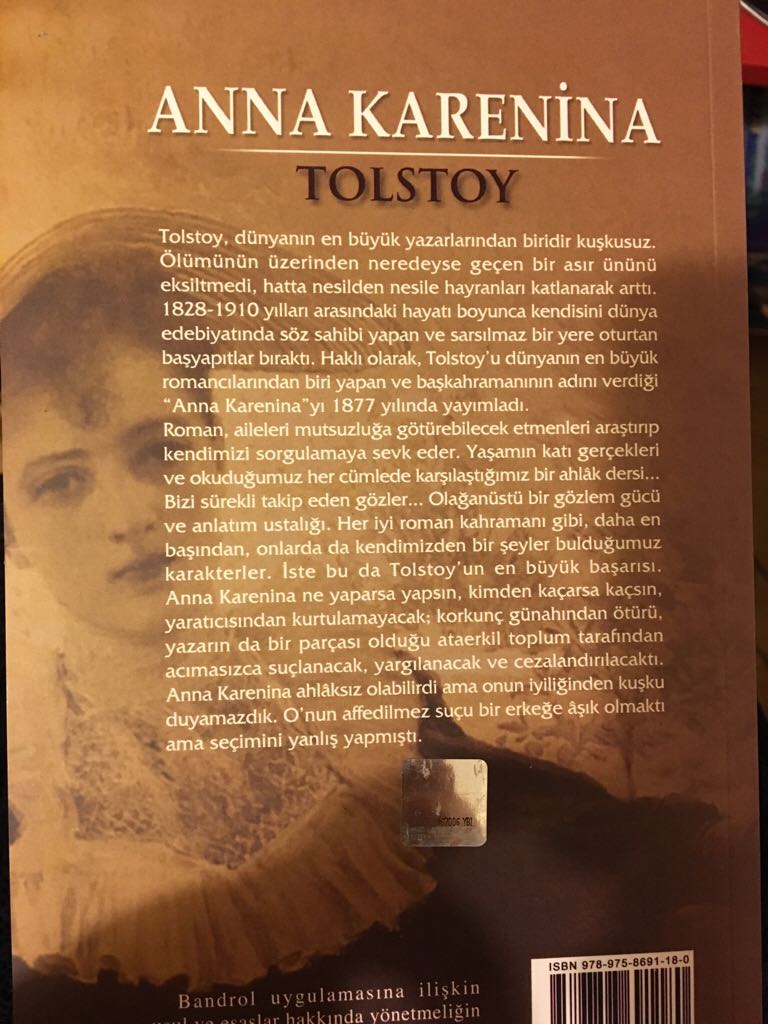 ANNA KARENİNA
TOLSTOY
Tolstoy, dünyanın en büyük yazarlarından biridir kuşkusuz.
Ölümünün üzerinden neredeyse geçen bir asır ününü
eksiltmedi, hatta nesilden nesile hayranları katlanarak arttı.
1828-1910 yılları arasındaki hayatı boyunca kendisini dünya
edebiyatında söz sahibi yapan ve sarsılmaz bir yere oturtan
başyapıtlar bıraktı. Haklı olarak, Tolstoy'u dünyanın en büyük
romancılarından biri yapan ve başkahramanının adını verdiği
“Anna Karenina”yı 1877 yılında yayımladı.
Roman, aileleri mutsuzluğa götürebilecek etmenleri araştırıp
kendimizi sorgulamaya sevk eder. Yaşamın katı gerçekleri
ve okuduğumuz her cümlede karşılaştığımız bir ahlâk dersi...
Bizi sürekli takip eden gözler... Olağanüstü bir gözlem gücü
ve anlatım ustalığı. Her iyi roman kahramanı gibi, daha en
başından, onlarda da kendimizden bir şeyler bulduğumuz
karakterler. İste bu da Tolstoy'un en büyük başarısı.
Anna Karenina ne yaparsa yapsın, kimden kaçarsa kaçsın,
yaratıcısından kurtulamayacak; korkunç günahından ötürü,
yazarın da bir parçası olduğu ataerkil toplum tarafından
acımasızca suçlanacak, yargılanacak ve cezalandırılacaktı.
Anna Karenina ahlâksız olabilirdi ama onun iyiliğinden kuşku
duyamazdık. O'nun affedilmez suçu bir erkeğe âşık olmaktı
ama seçimini yanlış yapmıştı.
Bandrol uygulamasına ilişkin
ve esaslar hakkında yönetmeliğin
ISBN 978-975-8691-18-0